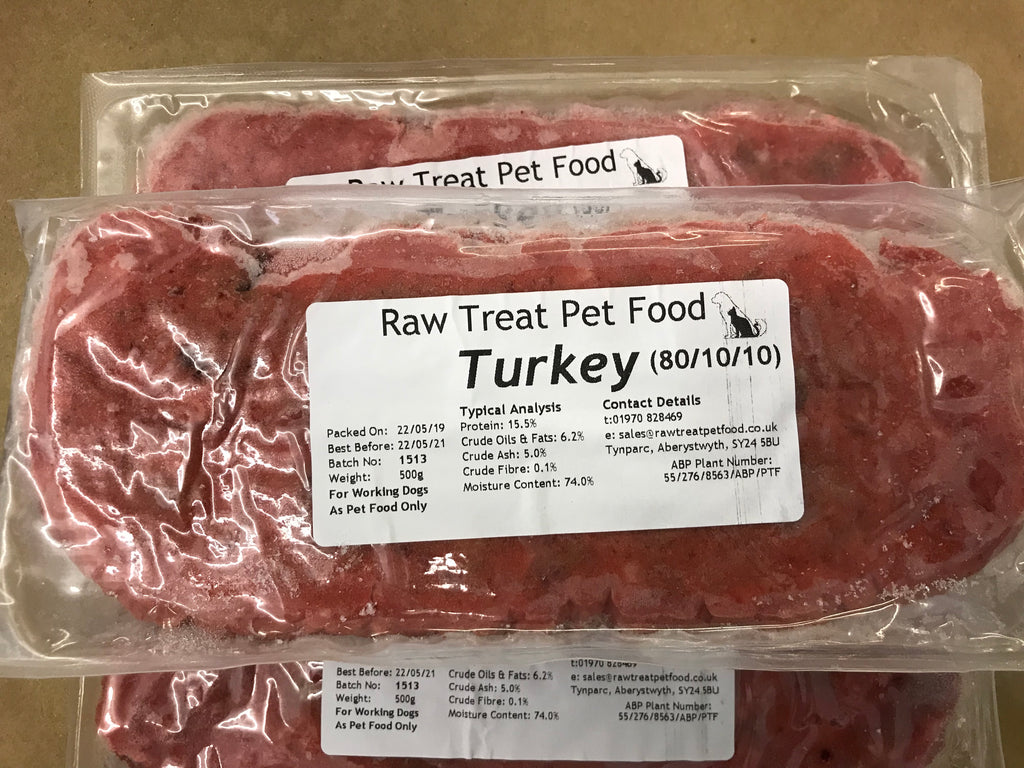 Raw Treat Pet Food
Raw Treat Pet Food
Turkey (80/10/10)
Packed On: 22/05/19
Best Before: 22/05/21
Batch No: 1513
Weight: 500g
For Working Dogs
As Pet Food Only
Typical Analysis
Protein: 15.5%
Crude Oils & Fats: 6.2%
Crude Ash: 5.0%
Crude Fibre: 0.1%
Moisture Content: 74.0%
Contact Details
t:01970 828469
e: sales@rawtreatpetfood.co.uk
Tynparc, Aberystwyth, SY24 5BU
ABP Plant Number:
55/276/8563/ABP/PTF
Best Before: 22/05/21
Batch No: 1513
Weight: 500g
For Working Dogs
As Pet Food Only
Crude Oils & Fats: 6.2%
Crude Ash: 5.0%
Crude Fibre: 0.1%
Moisture Content: 74.0%
t:01970 828469
e: sales@rawtreatpetfood.co.uk
Tynparc, Aberystwyth, SY24 5BU
ABP Plant Number:
55/276/8563/ABP/PTF